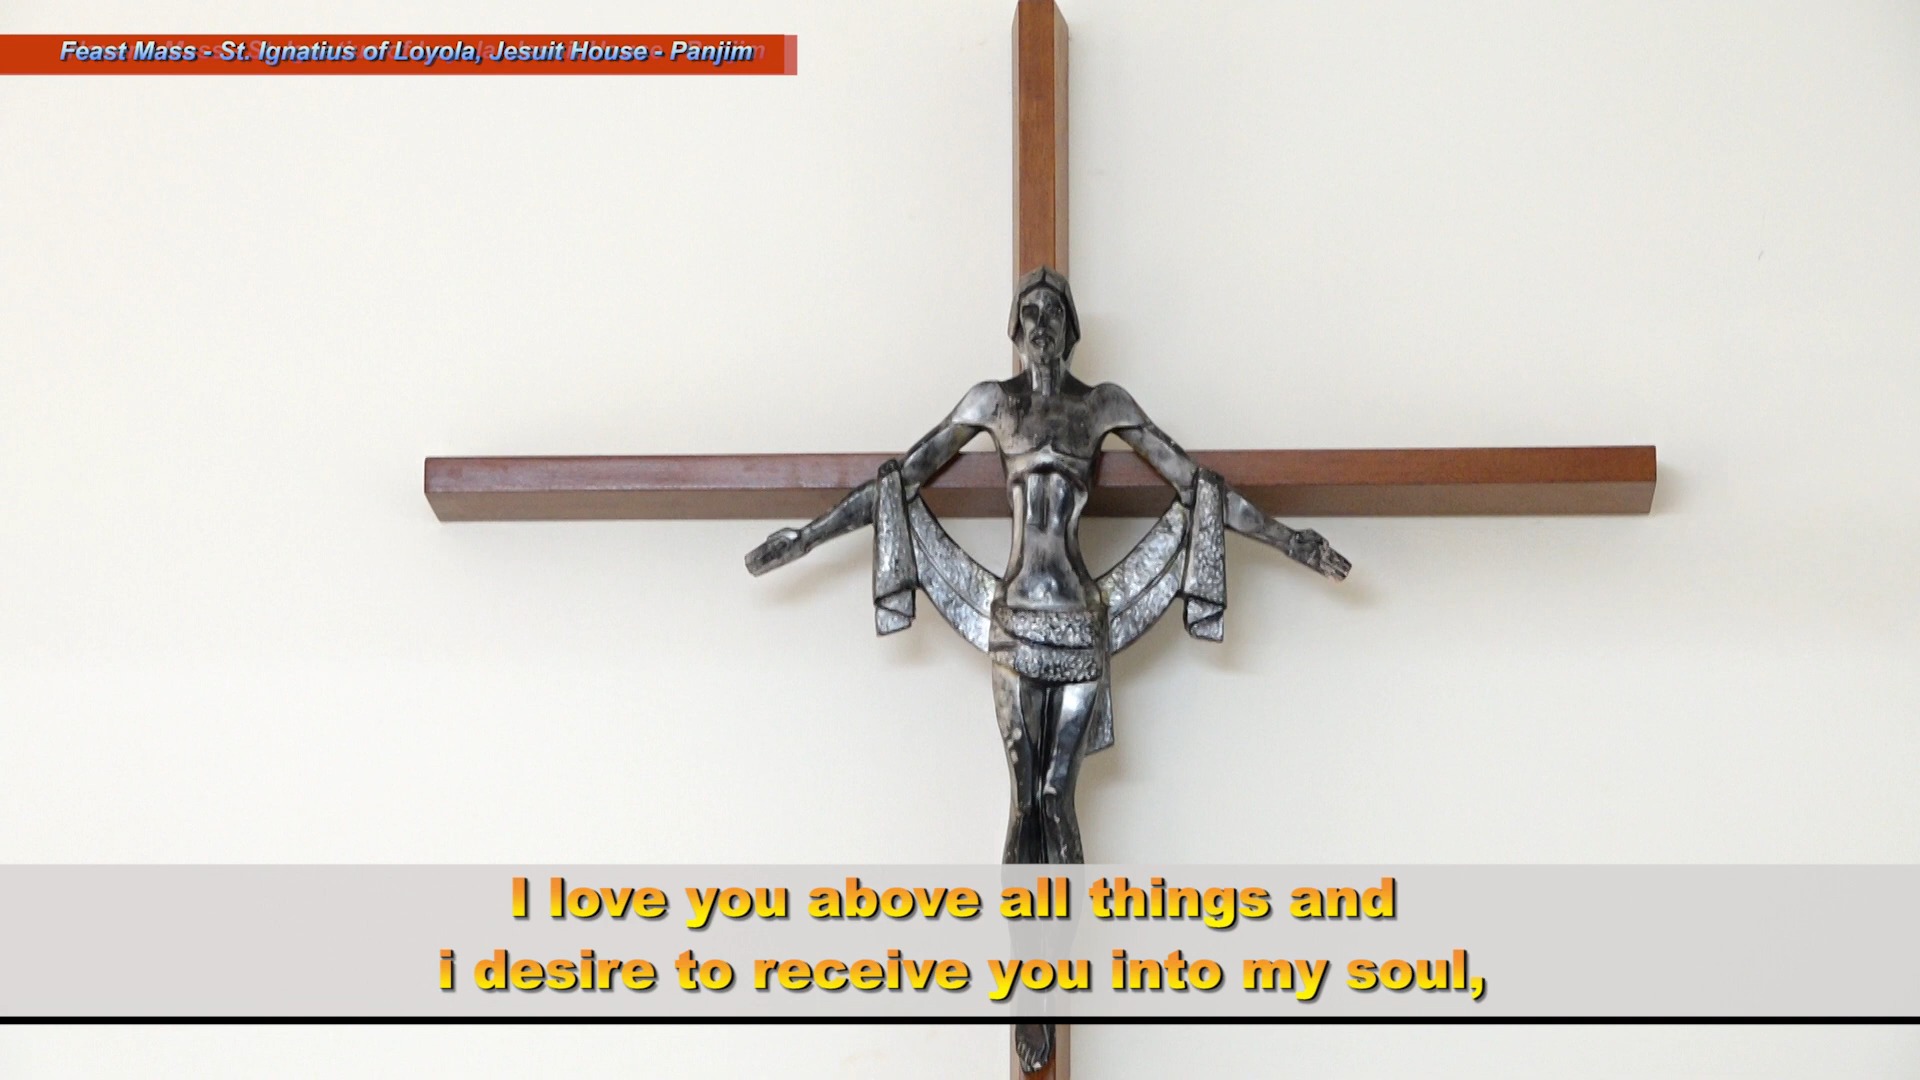 Feast Mass - St. Ignatius of Loyola, Jesuit House - Panjim
I love you above all things and
i desire to receive you into my soul,